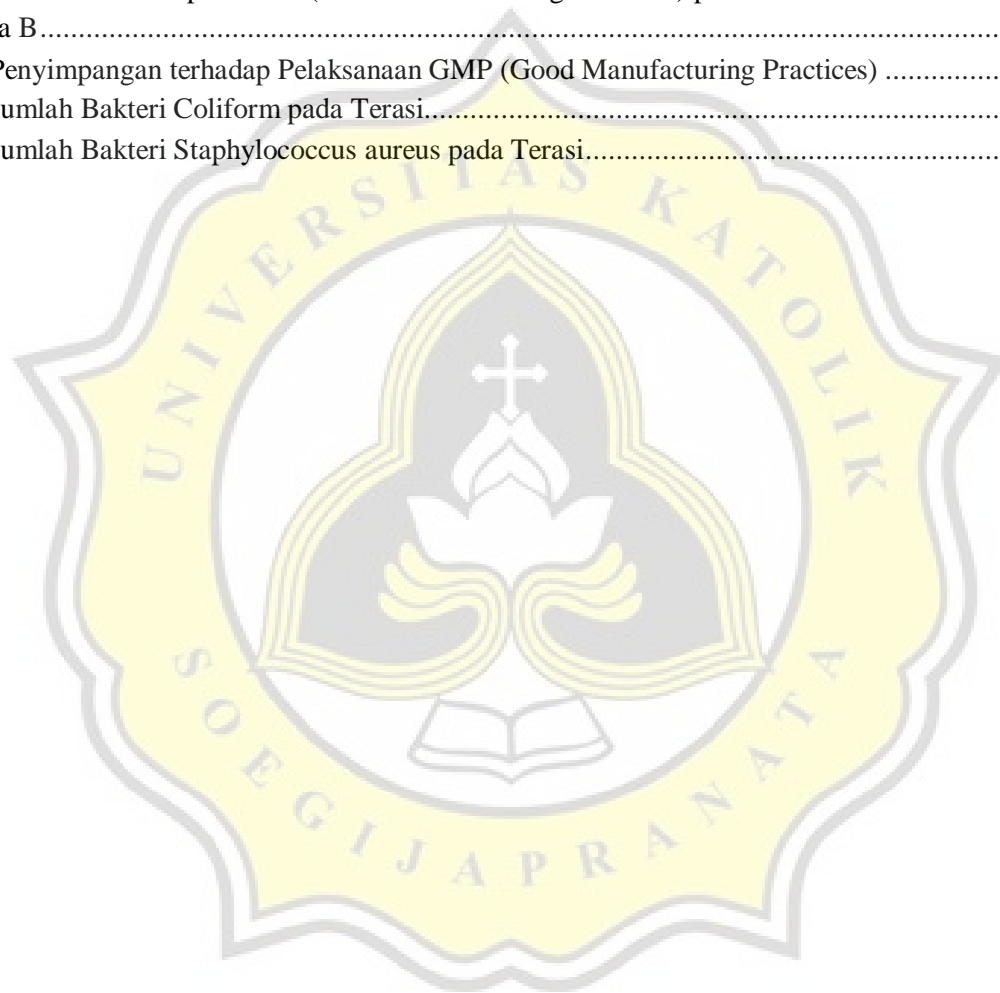 a B
Penyimpangan terhadap Pelaksanaan GMP (Good Manufacturing Practices)
umlah Bakteri Coliform pada Terasi
umlah Bakteri Staphylococcus aureus pada Terasi
UNIVERSITAS KATOLIK
SOEGIJAPRANATA